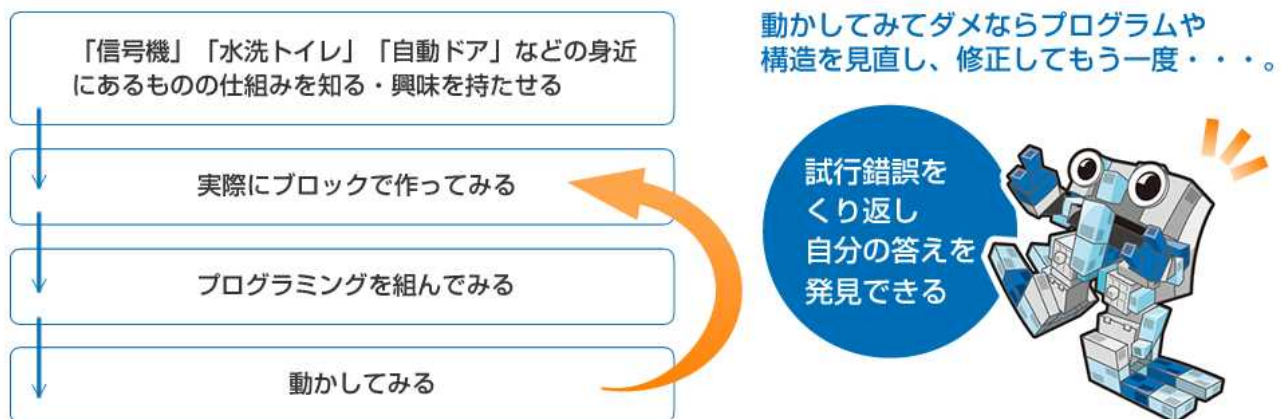 「信号機」「水洗トイレ」「自動ドア」などの身近
にあるものの仕組みを知る・興味を持たせる
実際にブロックで作ってみる
プログラミングを組んでみる
動かしてみる
動かしてみてダメならプログラムや
構造を見直し、修正してもう一度・・・。
試行錯誤を
くり返し
自分の答えを
発見できる